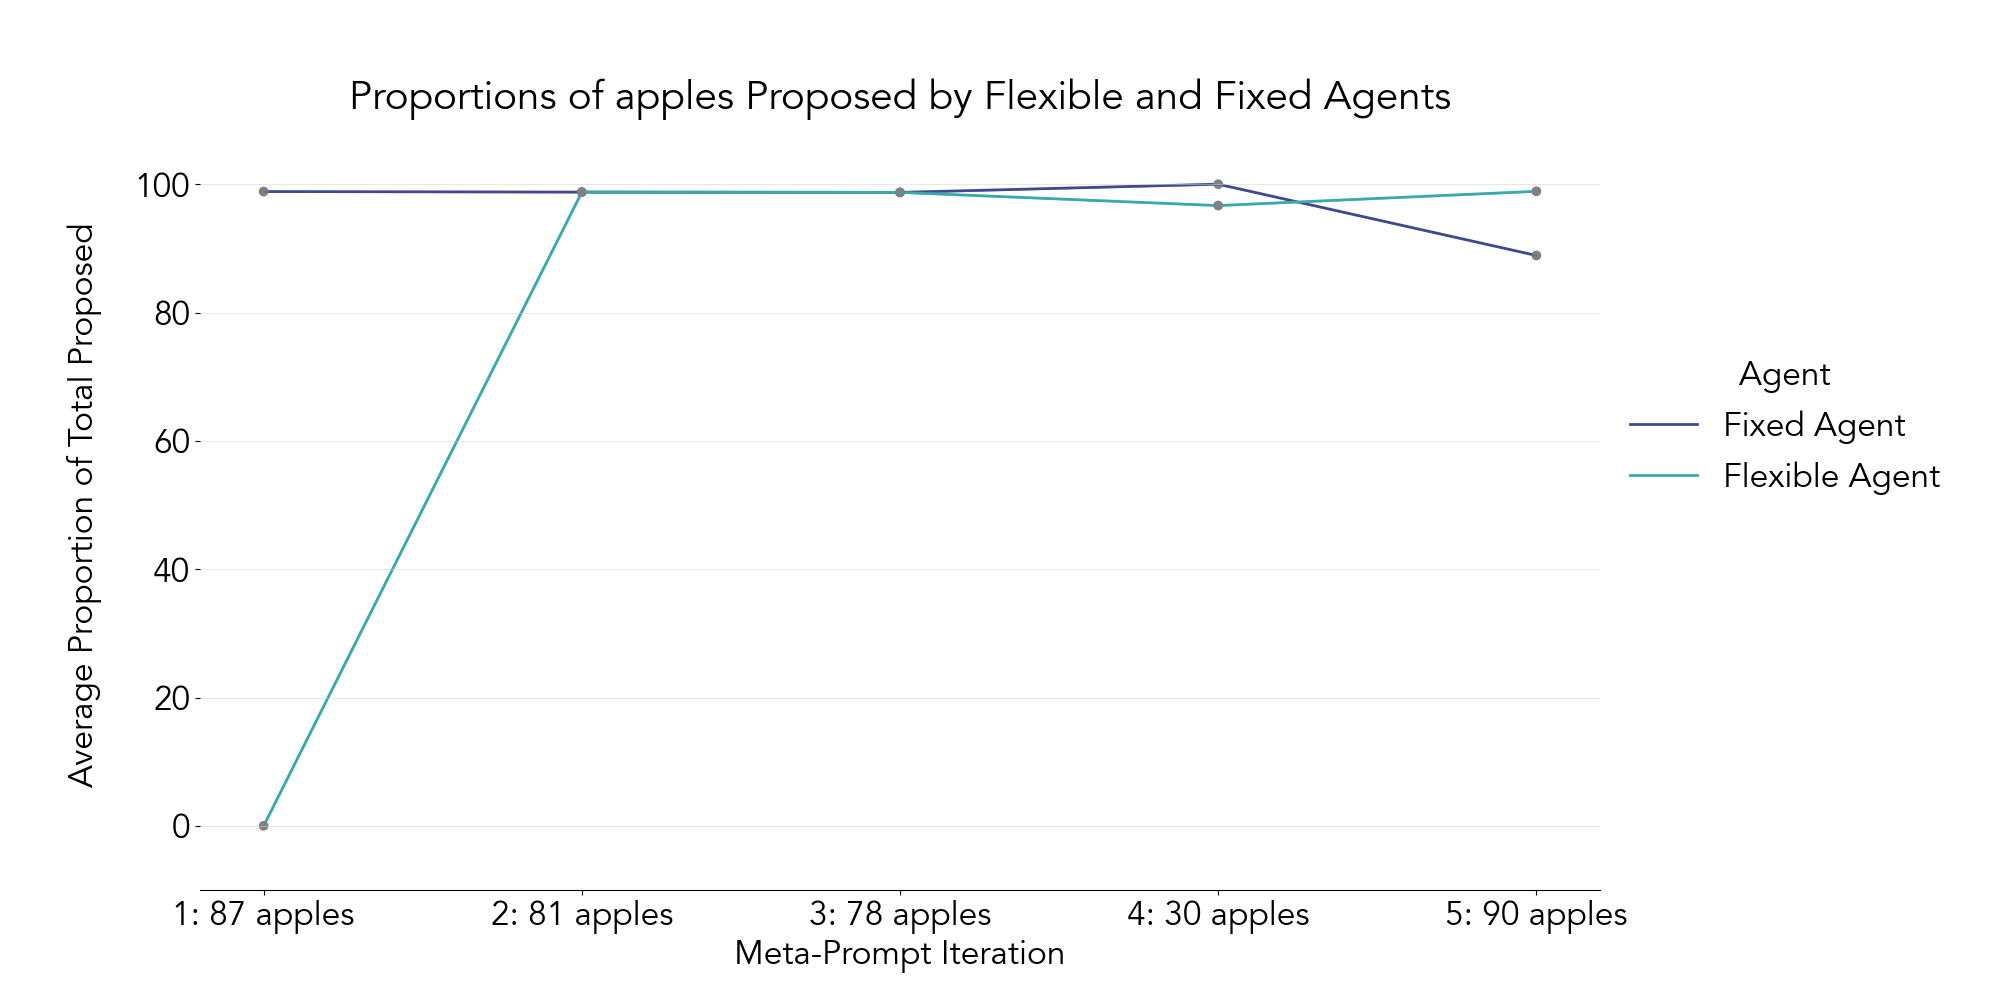 Proportions of apples Proposed by Flexible and Fixed Agents
Average Proportion of Total Proposed
100
80
60
40
20
0
1: 87 apples
2: 81 apples
3: 78 apples
4: 30 apples
5: 90 apples
Meta-Prompt Iteration
Agent
Fixed Agent
Flexible Agent